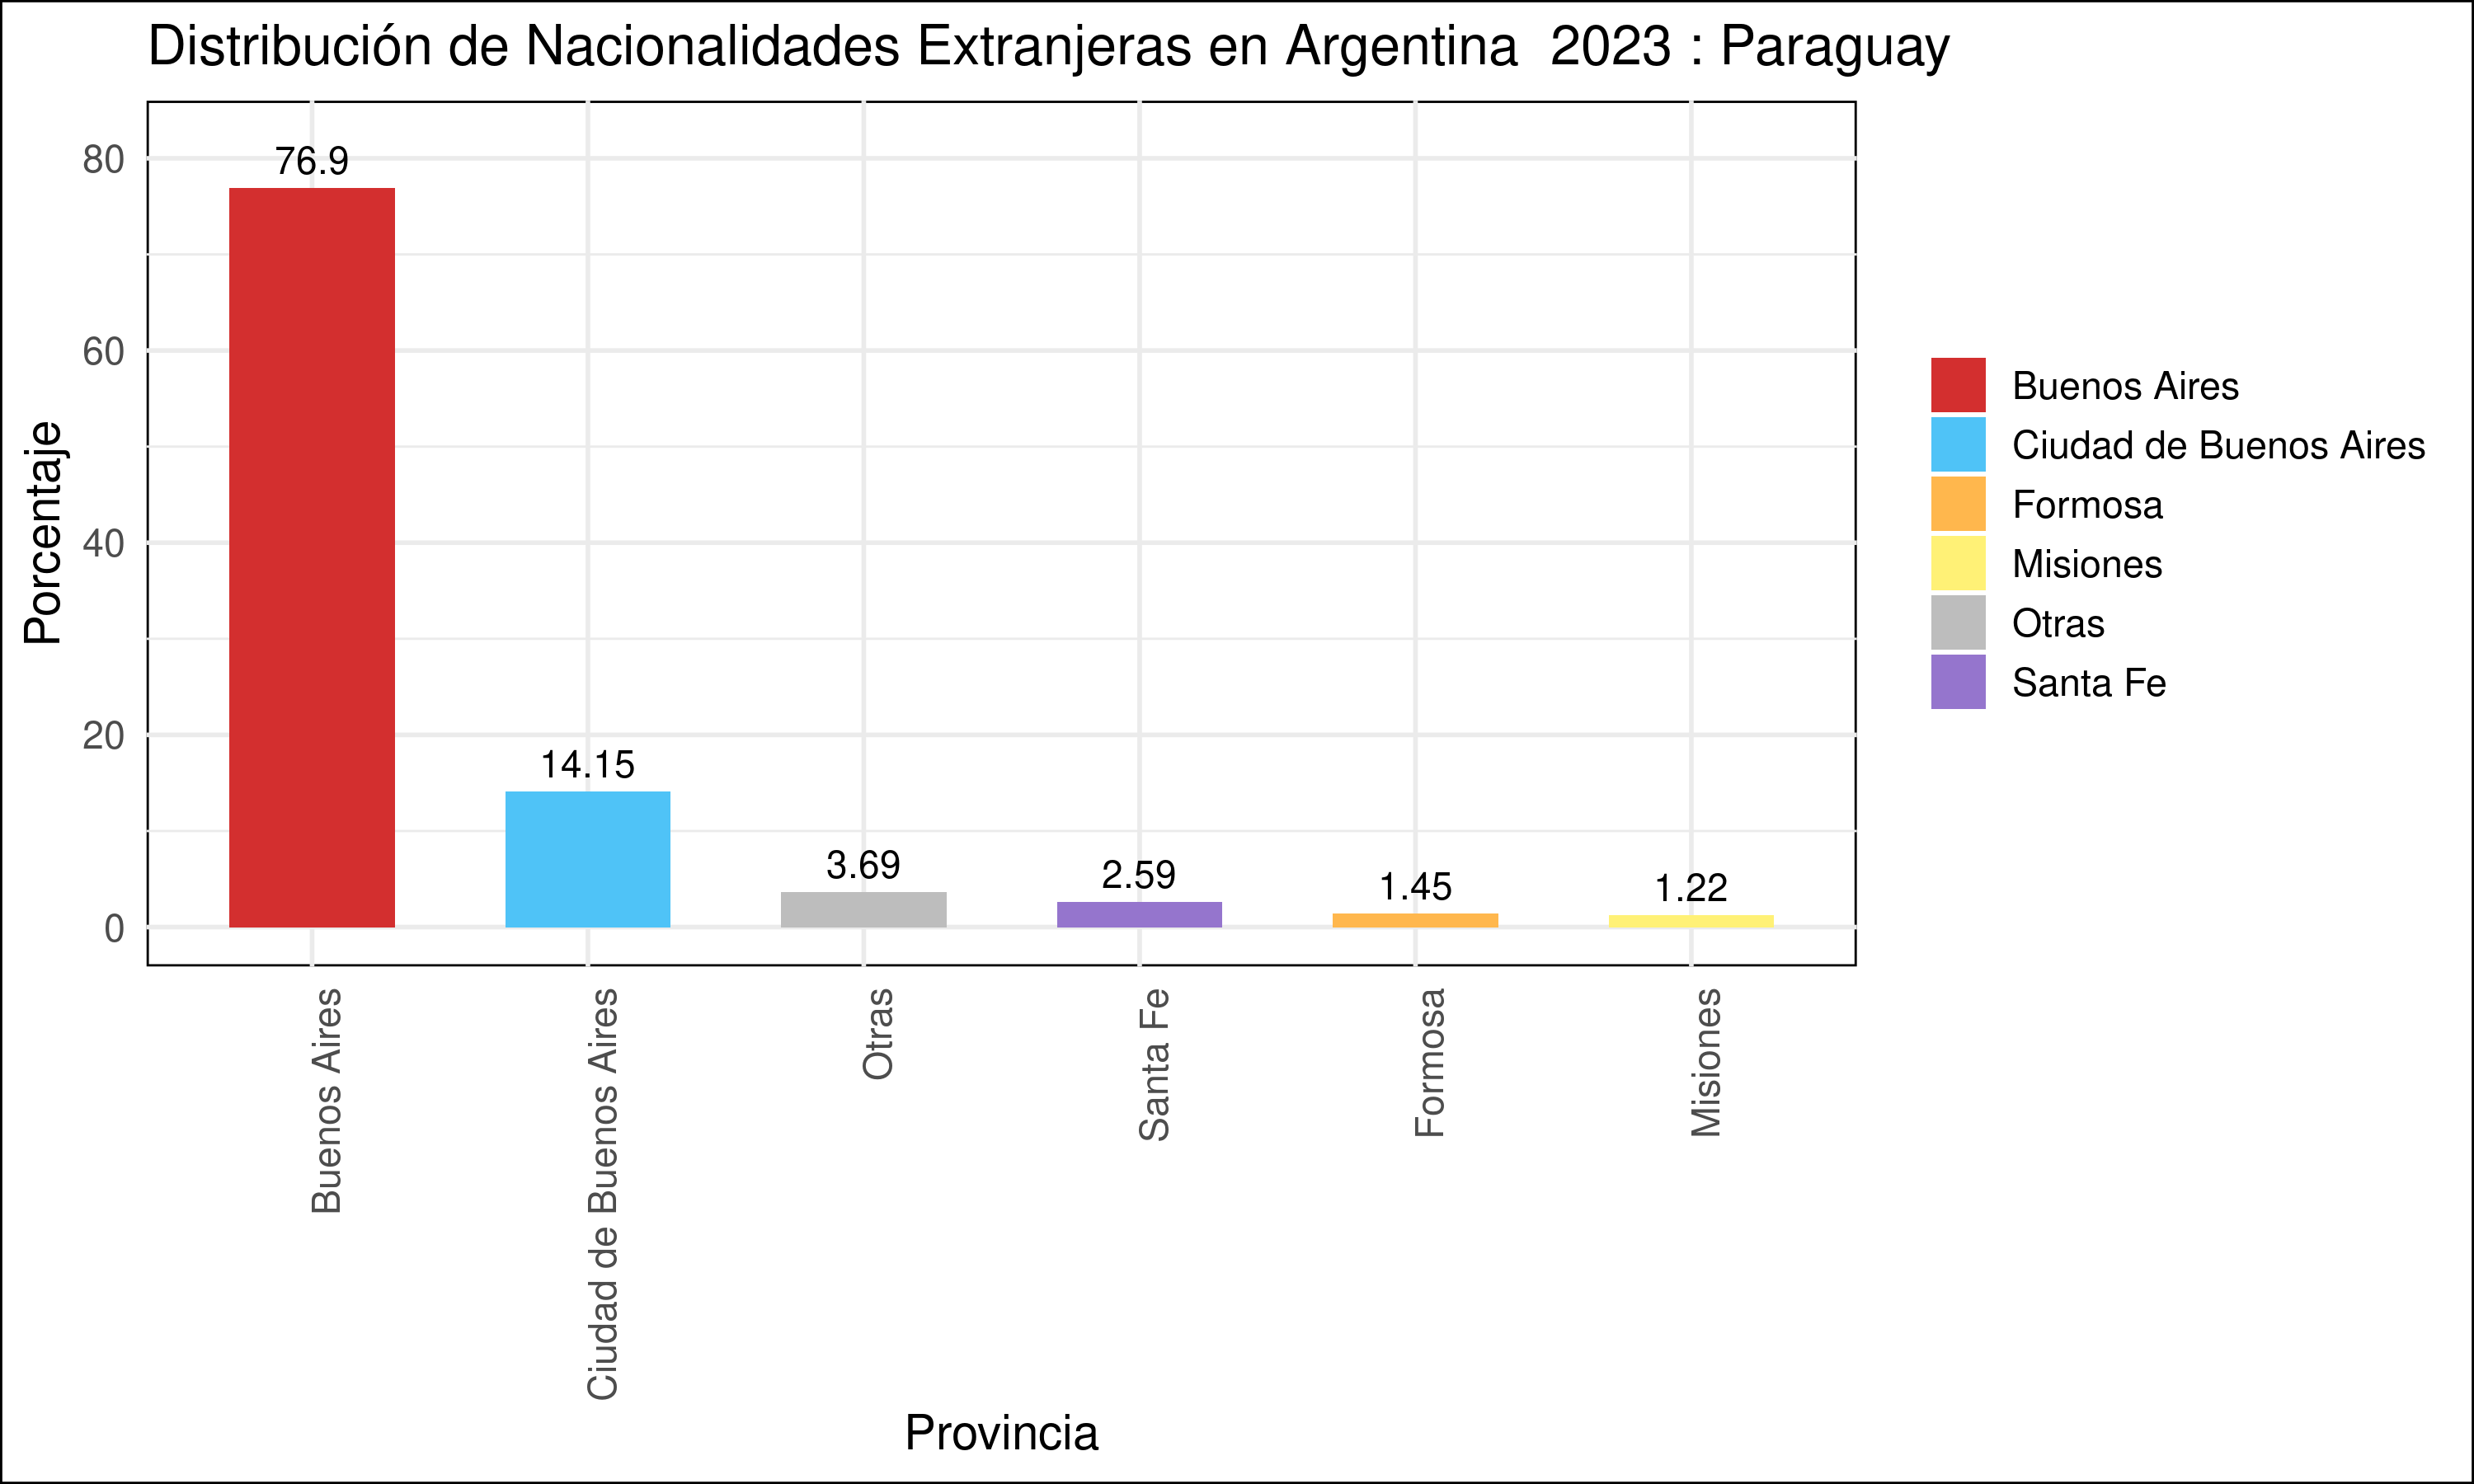 Distribución de Nacionalidades Extranjeras en Argentina  2023 : Paraguay
Porcentaje
80
60
40
20
0
76.9
14.15
3.69
2.59
1.45
1.22
Buenos Aires
Ciudad de Buenos Aires
Otras
Santa Fe
Formosa
Misiones
Provincia
Buenos Aires
Ciudad de Buenos Aires
Formosa
Misiones
Otras
Santa Fe